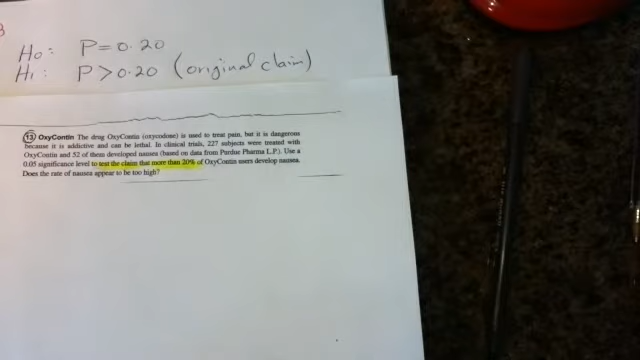 Ho: P=0.20
H1: P>0.20 (original claim)
13 OxyContin The drug OxyContin (oxycodone) is used to treat pain, but it is dangerous
because it is addictive and can be lethal. In clinical trials, 227 subjects were treated with
OxyContin and 52 of them developed nausea (based on data from Purdue Pharma L.P.). Use a
0.05 significance level to test the claim that more than 20% of OxyContin users develop nausea.
Does the rate of nausea appear to be too high?